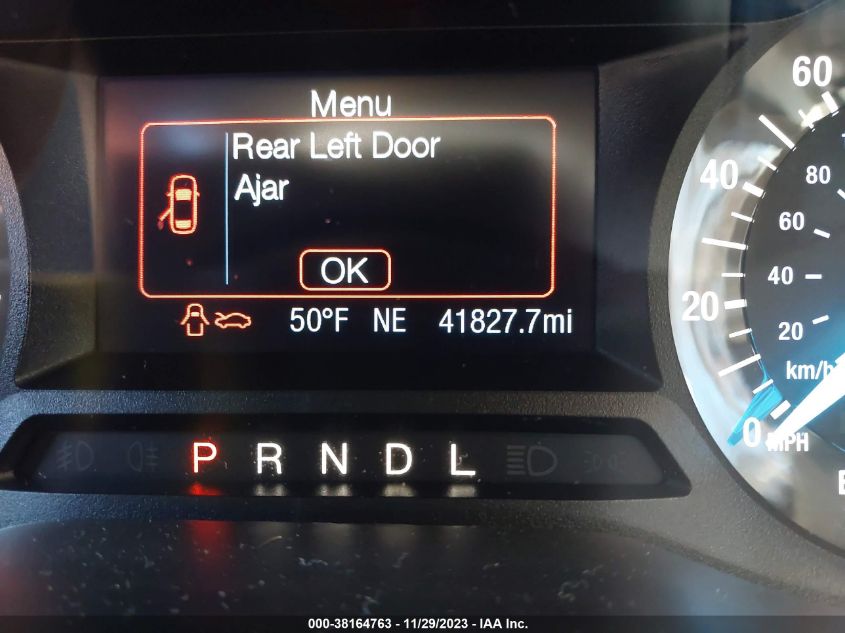 Menu
Rear Left Door
Ajar
OK
50°F NE 41827.7mi
P R N D L
60
40
20
0
MPH
80
60
40
20
km/h
000-38164763 - 11/29/2023 - IAA Inc.